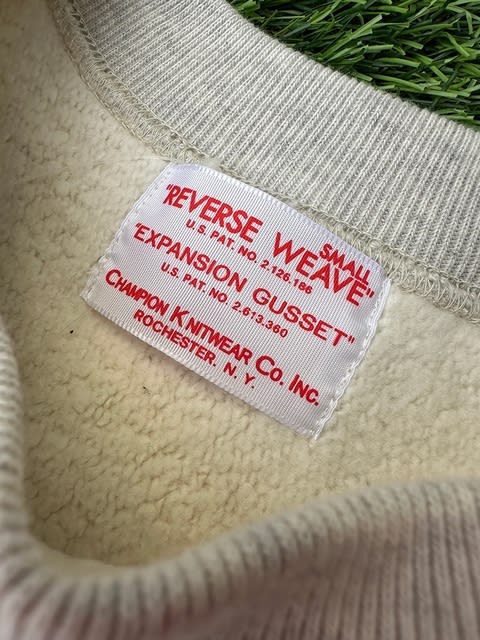 SMALL
"REVERSE WEAVE"
U.S. PAT. NO. 2.126.186
"EXPANSION GUSSET"
U.S. PAT. NO. 2.613.360
CHAMPION KNITWEAR CO. INC.
ROCHESTER. N. Y.